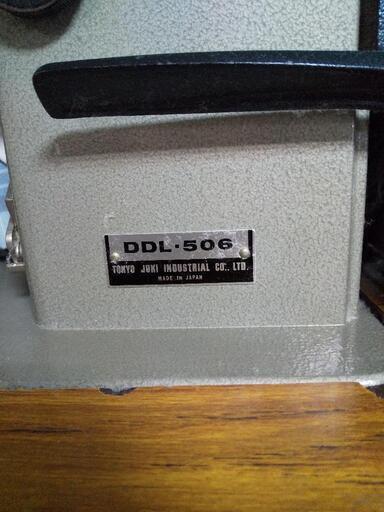 DDL·506
TOKYO JUKI INDUSTRIAL CO., LTD.
MADE IN JAPAN